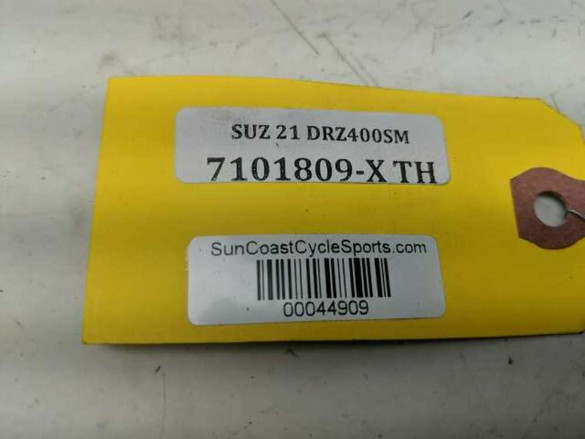 SUZ 21 DRZ400SM
7101809-X TH
SunCoastCycleSports.com
00044909